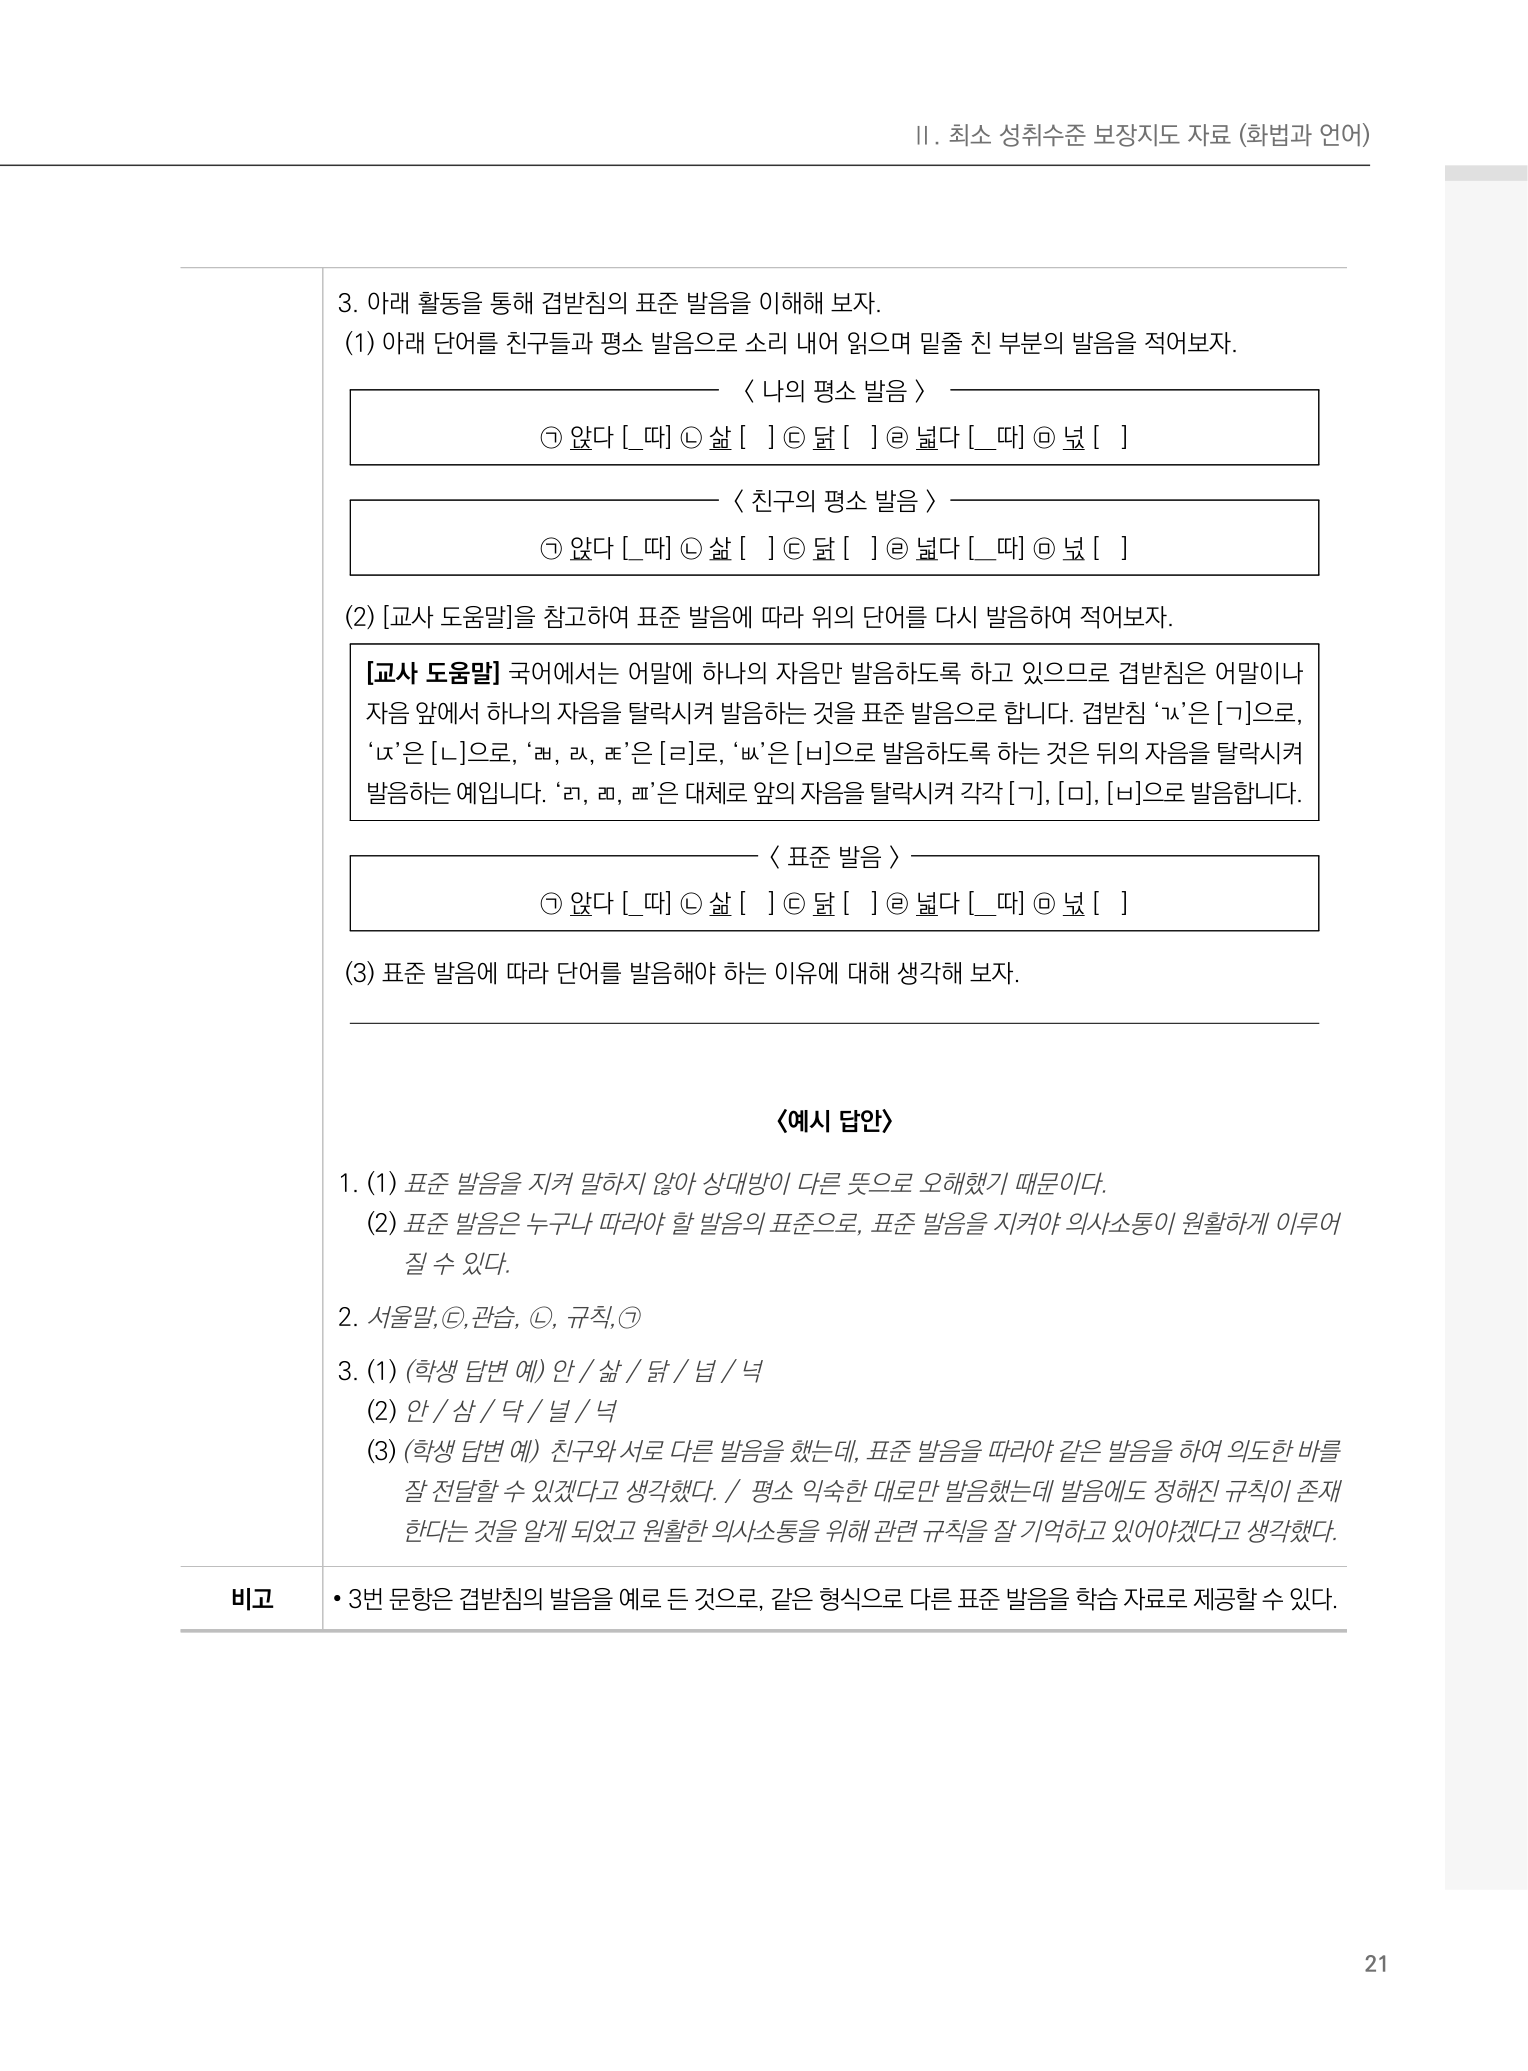 Ⅱ. 최소 성취수준 보장지도 자료 (화법과 언어)
3. 아래 활동을 통해 겹받침의 표준 발음을 이해해 보자.
(1) 아래 단어를 친구들과 평소 발음으로 소리 내어 읽으며 밑줄 친 부분의 발음을 적어보자.
〈 나의 평소 발음 〉
㉠ 앉다 [_따] ㉡ 삶 [ ] ㉢ 닭 [ ] ㉣ 넓다 [__따] ㉤ 넋 [ ]
〈 친구의 평소 발음 〉
㉠ 앉다 [_따] ㉡ 삶 [ ] ㉢ 닭 [ ] ㉣ 넓다 [__따] ㉤ 넋 [ ]
(2) [교사 도움말]을 참고하여 표준 발음에 따라 위의 단어를 다시 발음하여 적어보자.
[교사 도움말] 국어에서는 어말에 하나의 자음만 발음하도록 하고 있으므로 겹받침은 어말이나
자음 앞에서 하나의 자음을 탈락시켜 발음하는 것을 표준 발음으로 합니다. 겹받침 ‘ㄳ’은 [ㄱ]으로,
‘ㄵ’은 [ㄴ]으로, ‘ㄼ, ㄽ, ㄾ’은 [ㄹ]로, ‘ㅄ’은 [ㅂ]으로 발음하도록 하는 것은 뒤의 자음을 탈락시켜
발음하는 예입니다. ‘ㄺ, ㄻ, ㄿ’은 대체로 앞의 자음을 탈락시켜 각각 [ㄱ], [ㅁ], [ㅂ]으로 발음합니다.
〈 표준 발음 〉
㉠ 앉다 [_따] ㉡ 삶 [ ] ㉢ 닭 [ ] ㉣ 넓다 [__따] ㉤ 넋 [ ]
(3) 표준 발음에 따라 단어를 발음해야 하는 이유에 대해 생각해 보자.
〈예시 답안〉
1. (1) 표준 발음을 지켜 말하지 않아 상대방이 다른 뜻으로 오해했기 때문이다.
(2) 표준 발음은 누구나 따라야 할 발음의 표준으로, 표준 발음을 지켜야 의사소통이 원활하게 이루어
질 수 있다.
2. 서울말,㉢,관습, ㉡, 규칙,㉠
3. (1) (학생 답변 예) 안 / 삶 / 닭 / 넙 / 넉
(2) 안 / 삼 / 닥 / 널 / 넉
(3) (학생 답변 예) 친구와 서로 다른 발음을 했는데, 표준 발음을 따라야 같은 발음을 하여 의도한 바를
잘 전달할 수 있겠다고 생각했다. / 평소 익숙한 대로만 발음했는데 발음에도 정해진 규칙이 존재
한다는 것을 알게 되었고 원활한 의사소통을 위해 관련 규칙을 잘 기억하고 있어야겠다고 생각했다.
비고
• 3번 문항은 겹받침의 발음을 예로 든 것으로, 같은 형식으로 다른 표준 발음을 학습 자료로 제공할 수 있다.
21